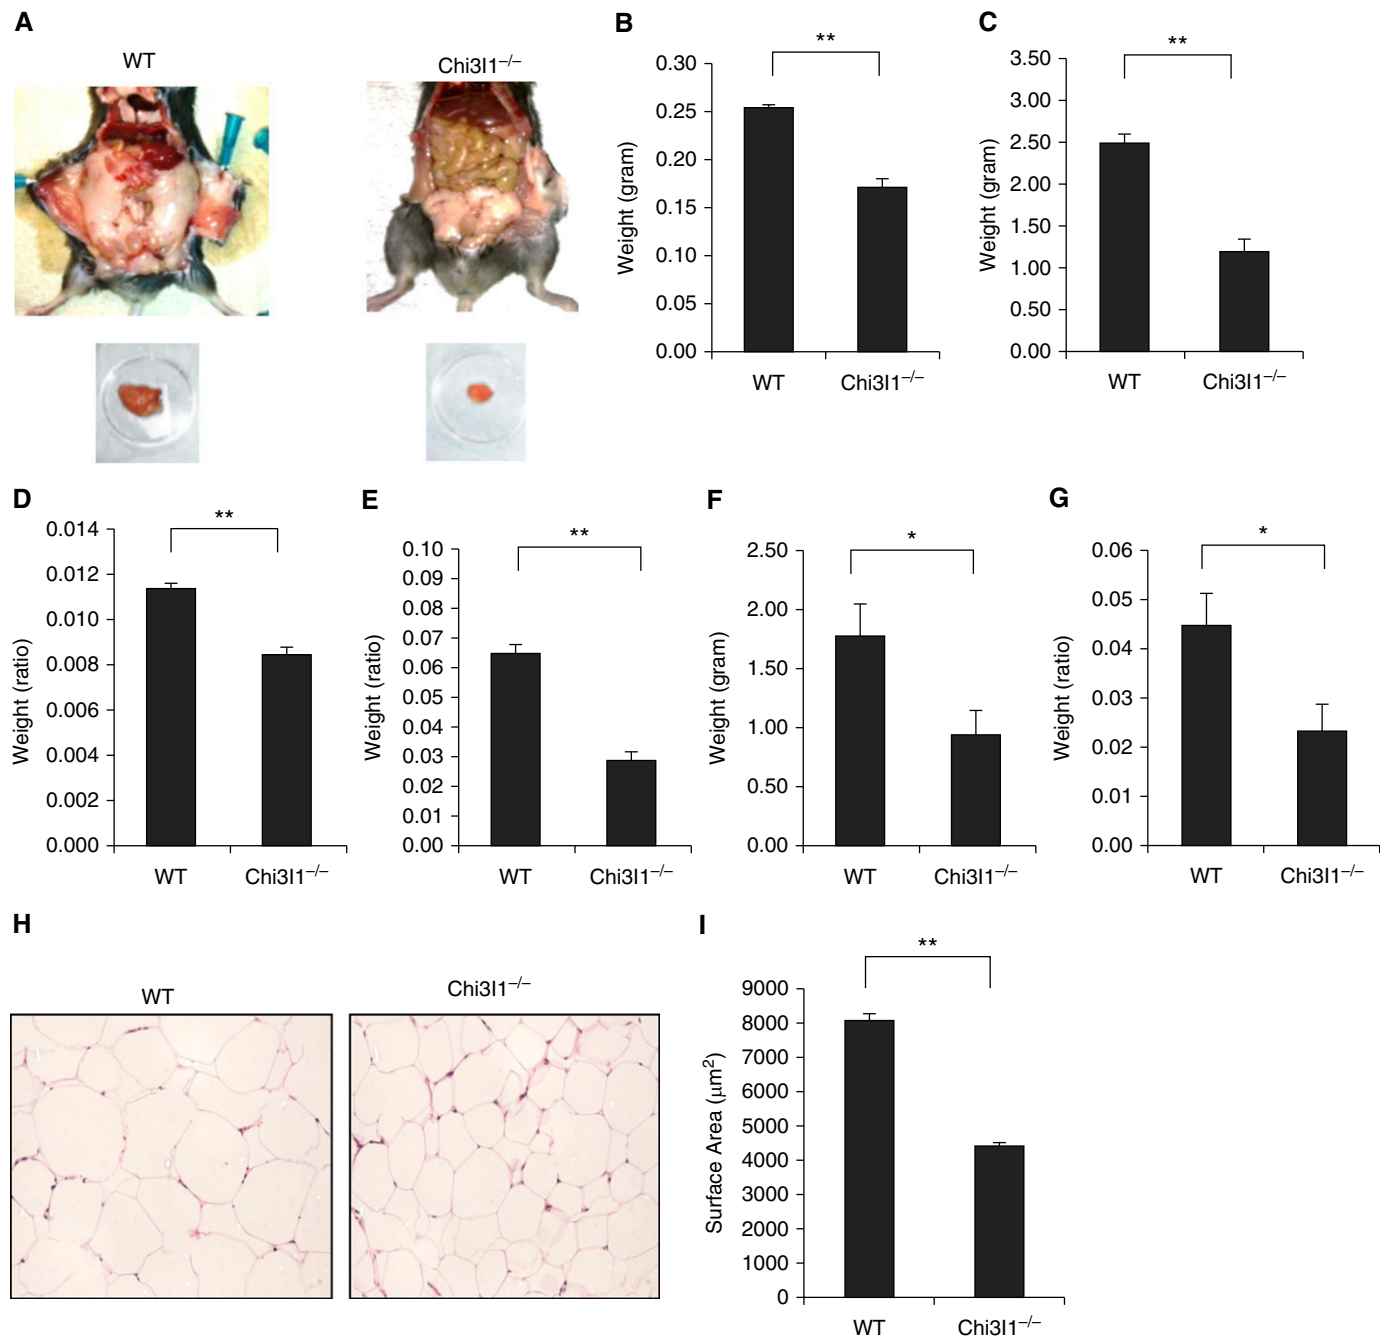 A
WT
Chi3l1–/–
B
**
Weight (gram)
0.30
0.25
0.20
0.15
0.10
0.05
0.00
WT
Chi3l1–/–
C
**
Weight (gram)
3.50
3.00
2.50
2.00
1.50
1.00
0.50
0.00
WT
Chi3l1–/–
D
**
Weight (ratio)
0.014
0.012
0.010
0.008
0.006
0.004
0.002
0.000
WT
Chi3l1–/–
E
**
Weight (ratio)
0.10
0.09
0.08
0.07
0.06
0.05
0.04
0.03
0.02
0.01
0.00
WT
Chi3l1–/–
F
*
Weight (gram)
2.50
2.00
1.50
1.00
0.50
0.00
WT
Chi3l1–/–
G
*
Weight (ratio)
0.06
0.05
0.04
0.03
0.02
0.01
0.00
WT
Chi3l1–/–
H
WT
Chi3l1–/–
I
**
Surface Area (μm²)
9000
8000
7000
6000
5000
4000
3000
2000
1000
0
WT
Chi3l1–/–